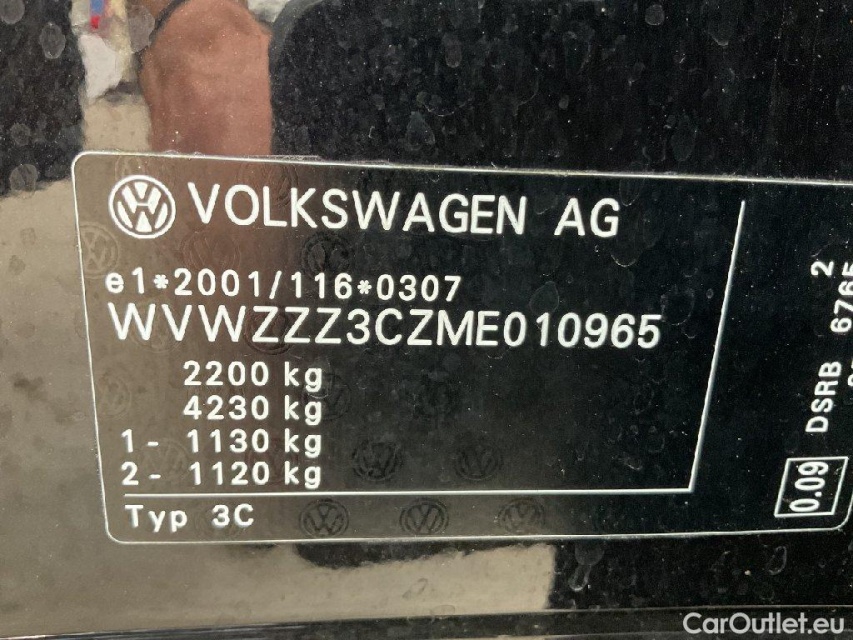 VOLKSWAGEN AG
e1*2001/116*0307
WVWZZZ3CZME010965
2200 kg
4230 kg
1- 1130 kg
2- 1120 kg
Typ 3C
2
DSRB 6765
0.09
CarOutlet.eu